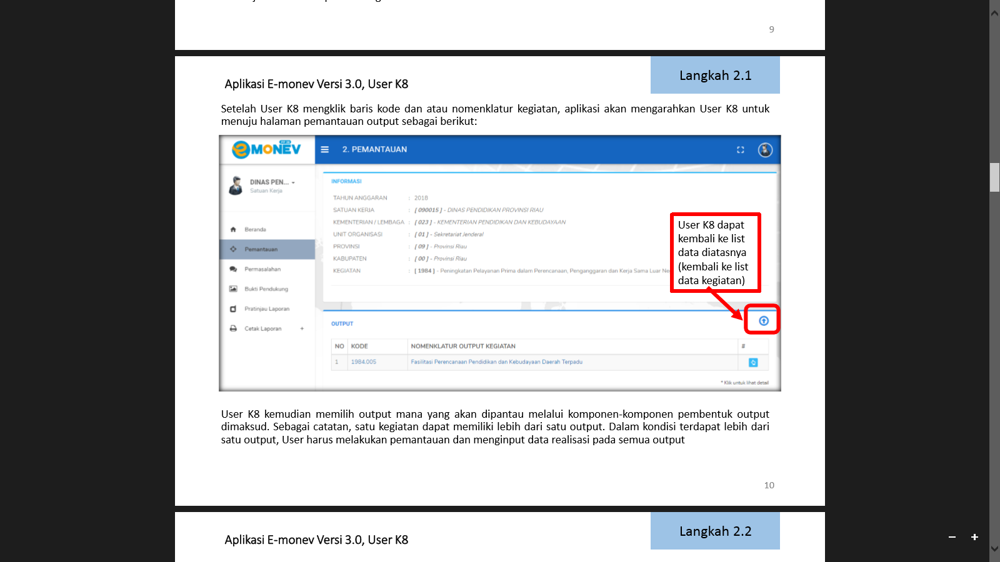 9
Aplikasi E-monev Versi 3.0, User K8
Langkah 2.1
Setelah User K8 mengklik baris kode dan atau nomenklatur kegiatan, aplikasi akan mengarahkan User K8 untuk
menuju halaman pemantauan output sebagai berikut:
eMONEV
2. PEMANTAUAN
DINAS PEN...
Satuan Kerja
Beranda
Pemantauan
Permasalahan
Bukti Pendukung
Pratinjau Laporan
Cetak Laporan +
INFORMASI
TAHUN ANGGARAN : 2018
SATUAN KERJA : [ 090015 ] - DINAS PENDIDIKAN PROVINSI RIAU
KEMENTERIAN / LEMBAGA : [ 023 ] - KEMENTERIAN PENDIDIKAN DAN KEBUDAYAAN
UNIT ORGANISASI : [ 01 ] - Sekretariat Jenderal
PROVINSI : [ 09 ] - Provinsi Riau
KABUPATEN : [ 00 ] - Provinsi Riau
KEGIATAN : [ 1984 ] - Peningkatan Pelayanan Prima dalam Perencanaan, Penganggaran dan Kerja Sama Luar
User K8 dapat
kembali ke list
data diatasnya
(kembali ke list
data kegiatan)
OUTPUT
NO KODE NOMENKLATUR OUTPUT KEGIATAN #
1 1984.005 Fasilitasi Perencanaan Pendidikan dan Kebudayaan Daerah Terpadu
* Klik untuk lihat detail
User K8 kemudian memilih output mana yang akan dipantau melalui komponen-komponen pembentuk output
dimaksud. Sebagai catatan, satu kegiatan dapat memiliki lebih dari satu output. Dalam kondisi terdapat lebih dari
satu output, User harus melakukan pemantauan dan menginput data realisasi pada semua output
10
Aplikasi E-monev Versi 3.0, User K8
Langkah 2.2